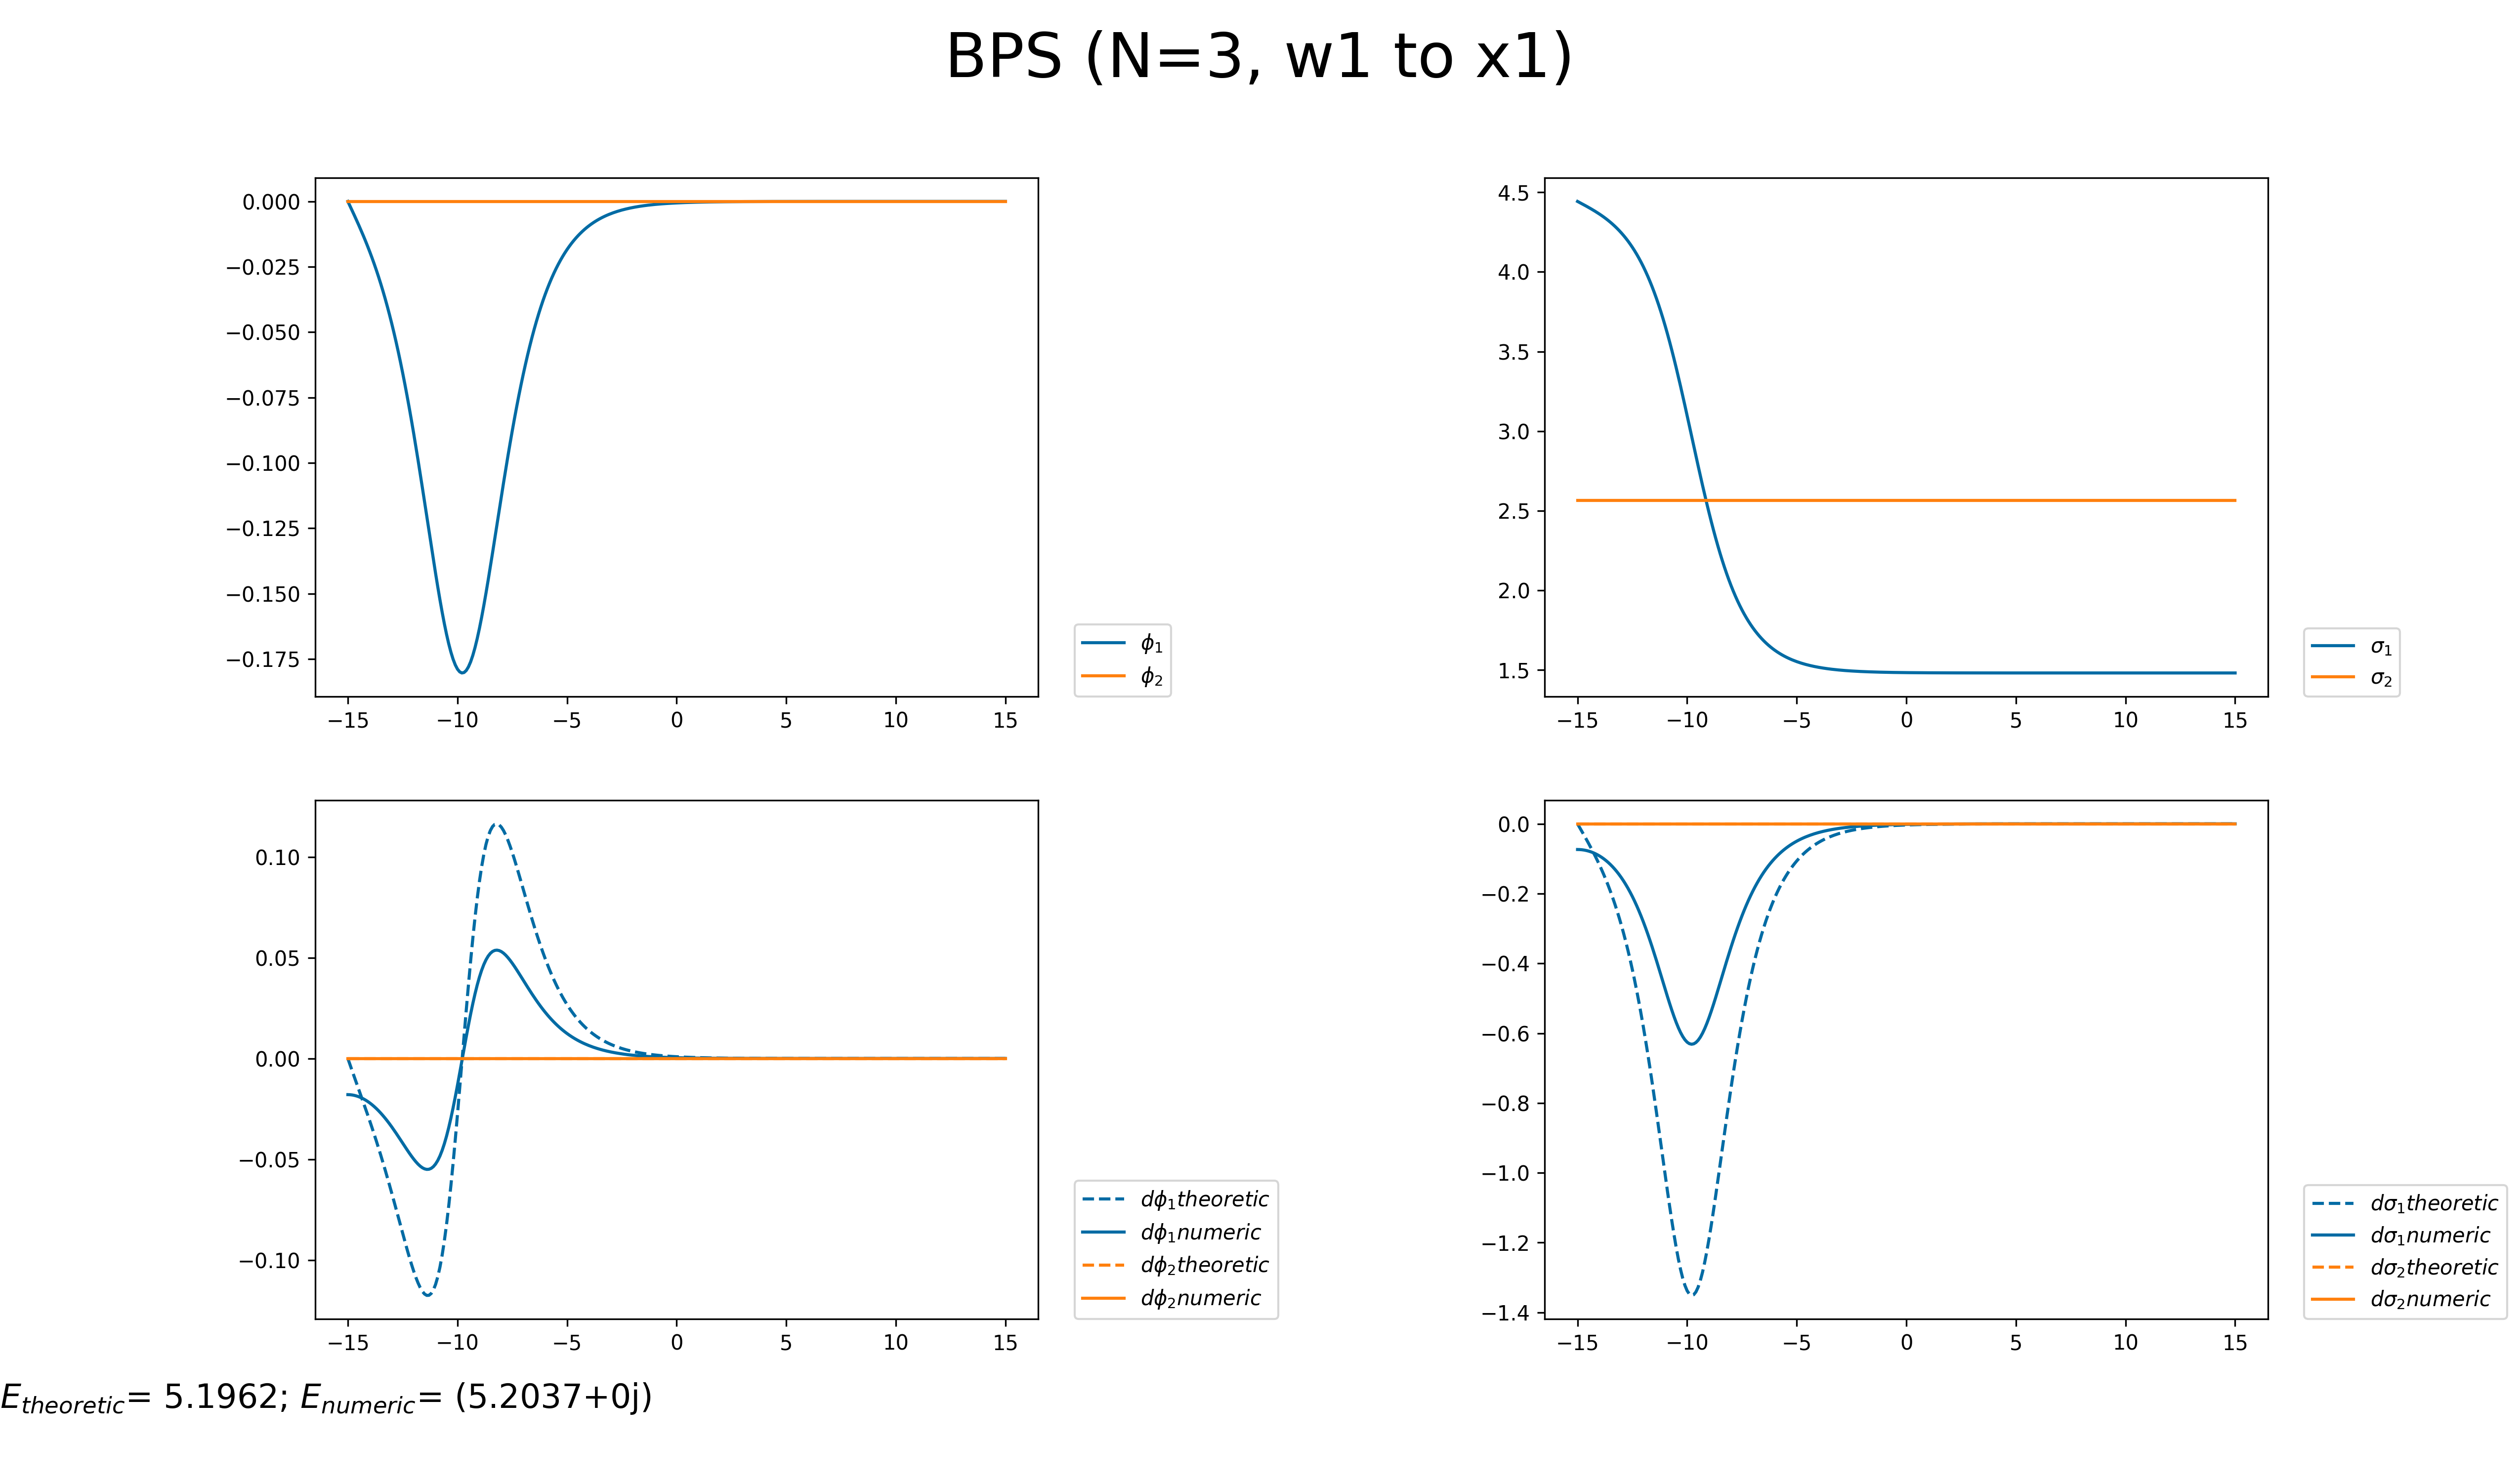 BPS (N=3, w1 to x1)
0.000
−0.025
−0.050
−0.075
−0.100
−0.125
−0.150
−0.175
−15 −10 −5 0 5 10 15
ϕ1
ϕ2
4.5
4.0
3.5
3.0
2.5
2.0
1.5
−15 −10 −5 0 5 10 15
σ1
σ2
0.10
0.05
0.00
−0.05
−0.10
−15 −10 −5 0 5 10 15
dϕ1theoretic
dϕ1numeric
dϕ2theoretic
dϕ2numeric
0.0
−0.2
−0.4
−0.6
−0.8
−1.0
−1.2
−1.4
−15 −10 −5 0 5 10 15
dσ1theoretic
dσ1numeric
dσ2theoretic
dσ2numeric
Etheoretic= 5.1962; Enumeric= (5.2037+0j)